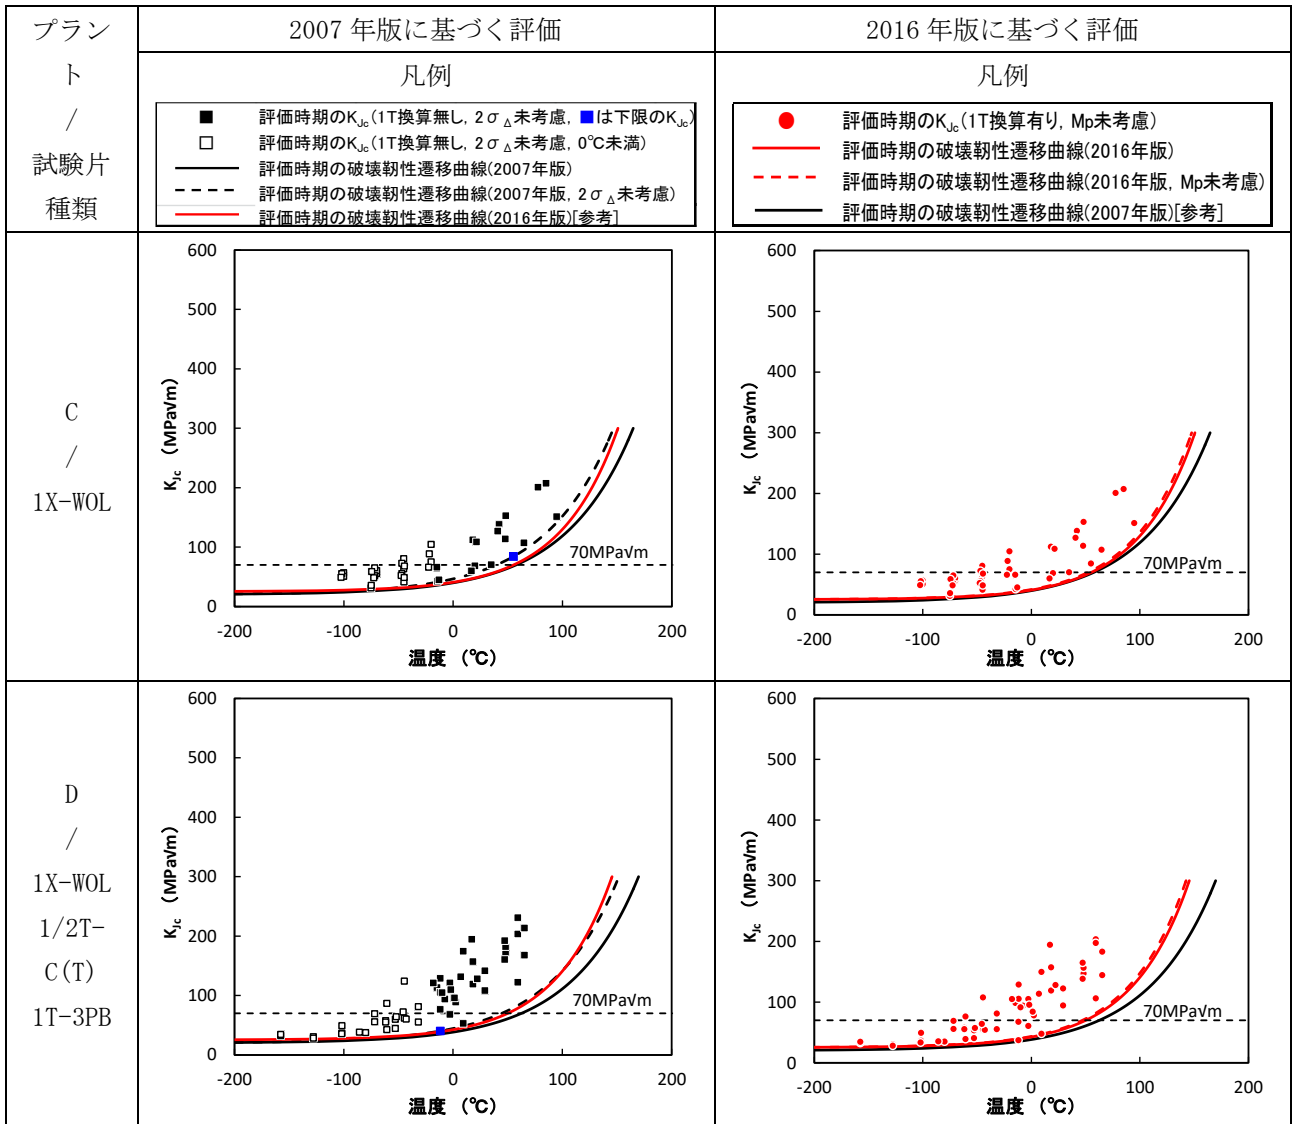 プラン
ト
/
試験片
種類
2007 年版に基づく評価
2016 年版に基づく評価
凡例
評価時期のKJc(1T換算無し, 2σΔ未考慮, ■は下限のKJc)
評価時期のKJc(1T換算無し, 2σΔ未考慮, 0℃未満)
評価時期の破壊靭性遷移曲線(2007年版)
評価時期の破壊靭性遷移曲線(2007年版, 2σΔ未考慮)
評価時期の破壊靭性遷移曲線(2016年版)[参考]
凡例
評価時期のKJc(1T換算有り, Mp未考慮)
評価時期の破壊靭性遷移曲線(2016年版)
評価時期の破壊靭性遷移曲線(2016年版, Mp未考慮)
評価時期の破壊靭性遷移曲線(2007年版)[参考]
C
/
1X-WOL
600
500
400
300
200
100
0
-200 -100 0 100 200
KJc (MPa√m)
70MPa√m
温度 (℃)
600
500
400
300
200
100
0
-200 -100 0 100 200
KJc (MPa√m)
70MPa√m
温度 (℃)
D
/
1X-WOL
1/2T-
C(T)
1T-3PB
600
500
400
300
200
100
0
-200 -100 0 100 200
KJc (MPa√m)
70MPa√m
温度 (℃)
600
500
400
300
200
100
0
-200 -100 0 100 200
KJc (MPa√m)
70MPa√m
温度 (℃)